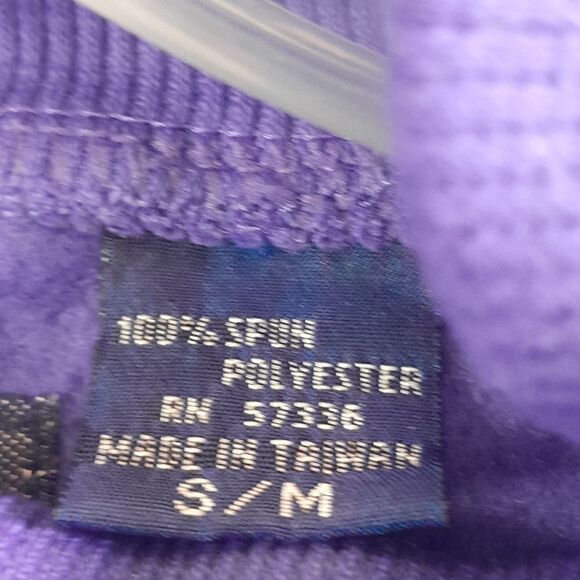 100% SPUN
POLYESTER
RN 57336
MADE IN TAIWAN
S/M